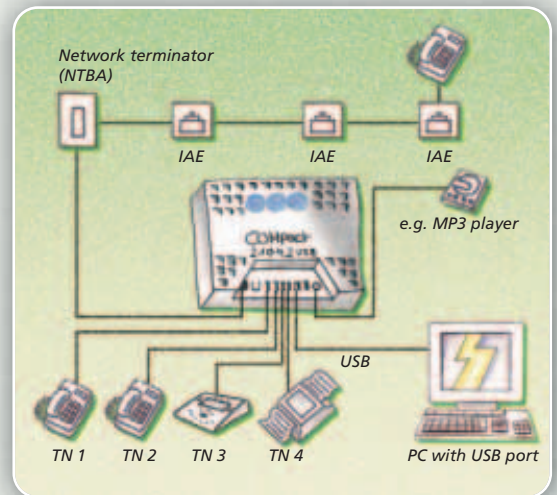 Network terminator
(NTBA)
IAE
IAE
IAE
e.g. MP3 player
COMpact
USB
TN 1
TN 2
TN 3
TN 4
PC with USB port